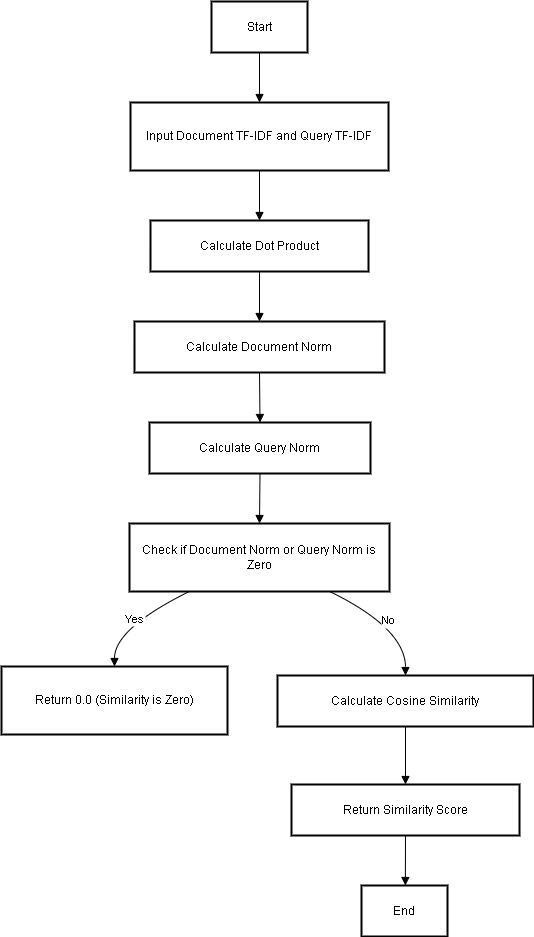 Start
Input Document TF-IDF and Query TF-IDF
Calculate Dot Product
Calculate Document Norm
Calculate Query Norm
Check if Document Norm or Query Norm is
Zero
Yes
No
Return 0.0 (Similarity is Zero)
Calculate Cosine Similarity
Return Similarity Score
End